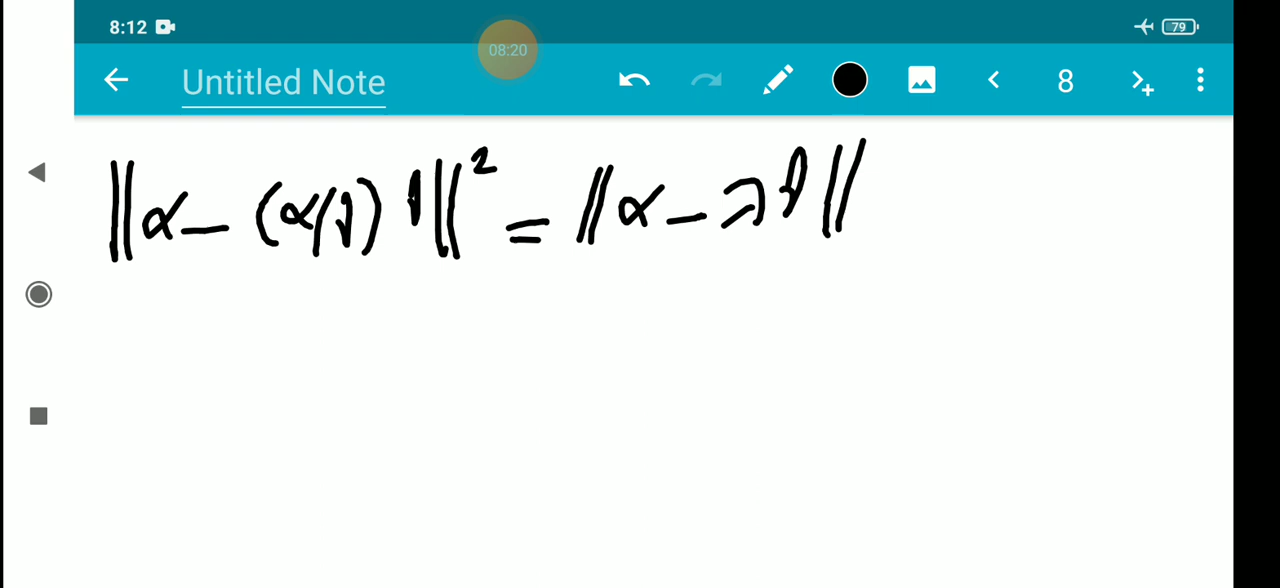 8:12
08:20
79
Untitled Note
8
||α - (α/γ) γ||² = ||α - λγ||